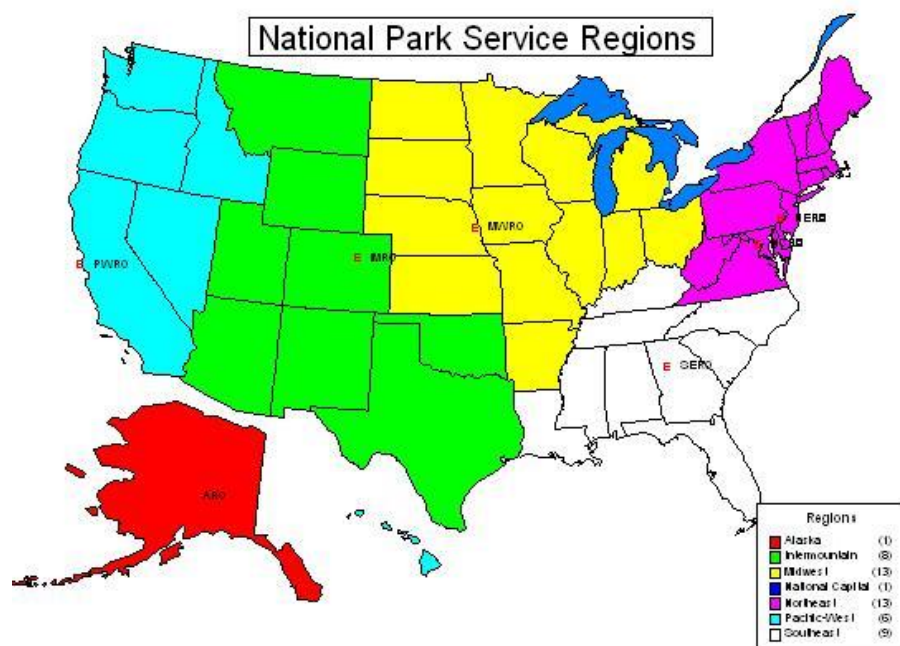 National Park Service Regions
E MWRO
E PWRO
E IMRO
NERO
E SERO
ARO
Regions
Alaska (1)
Intermountain (8)
Midwest (13)
National Capital (1)
Northeast (13)
Pacific-West (6)
Southeast (9)